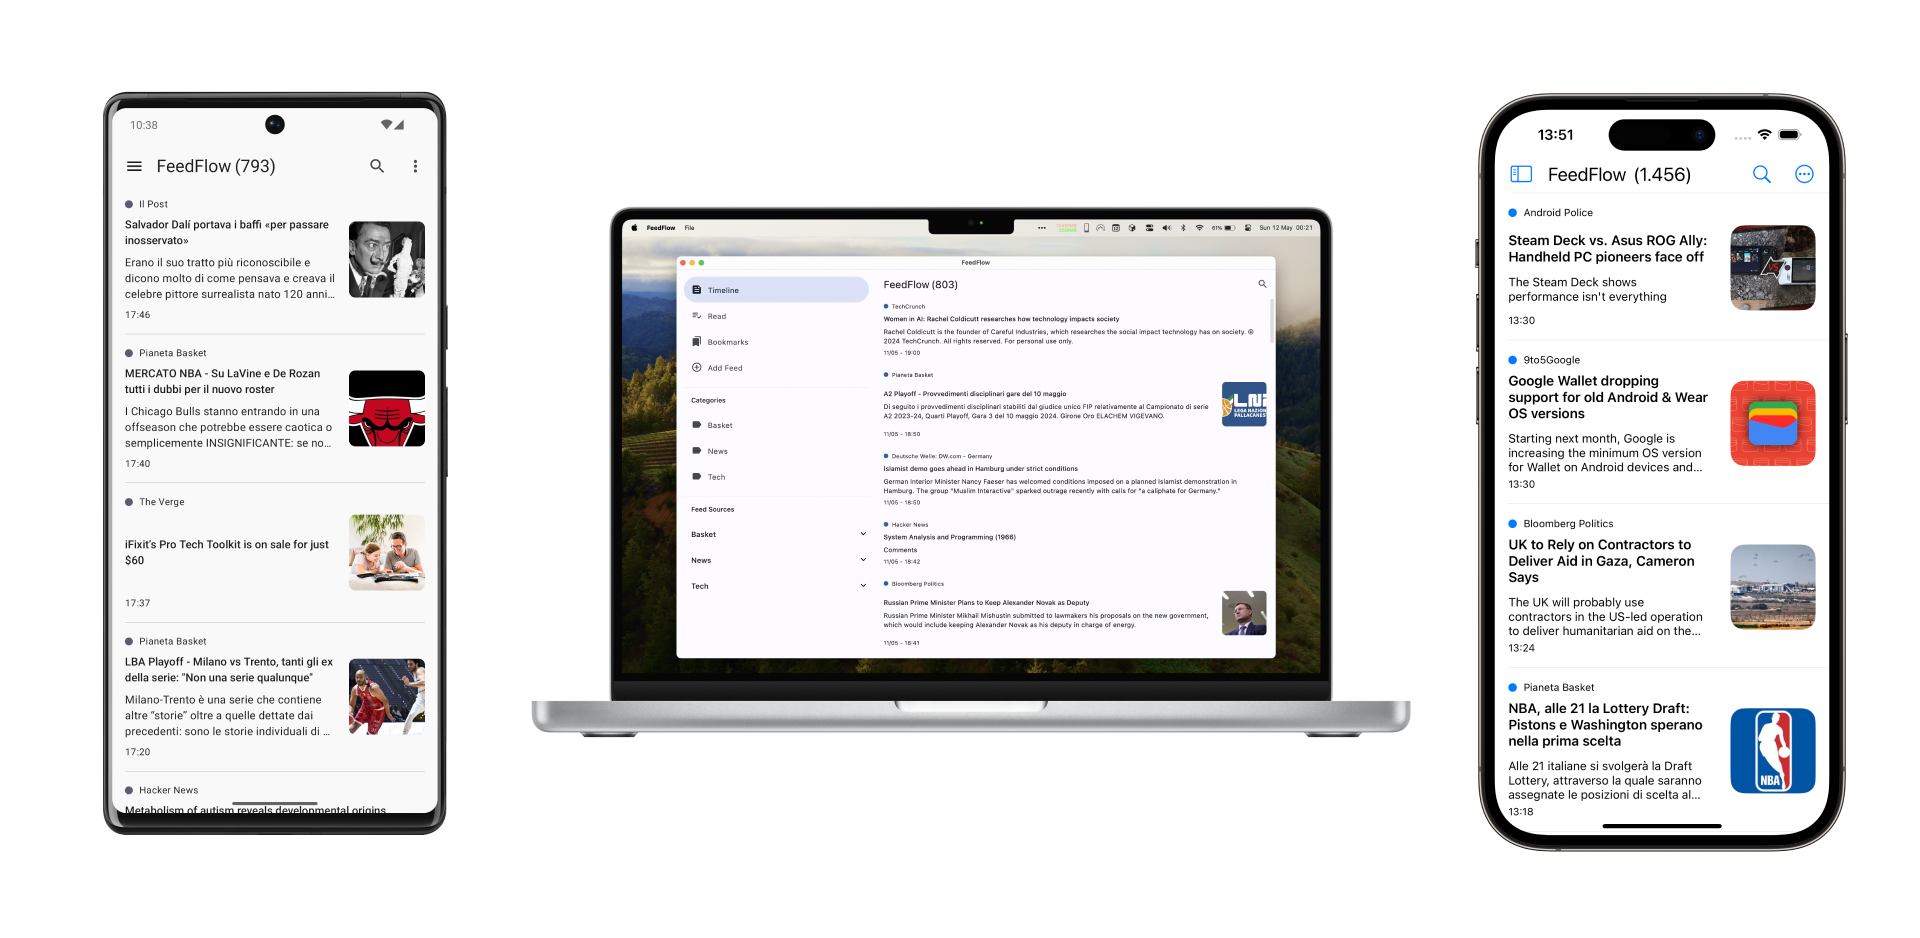 10:38
FeedFlow (793)
Il Post
Salvador Dalí portava i baffi «per passare
inosservato»
Erano il suo tratto più riconoscibile e
dicono molto di come pensava e creava il
celebre pittore surrealista nato 120 anni...
17:46
Pianeta Basket
MERCATO NBA - Su LaVine e De Rozan
tutti i dubbi per il nuovo roster
I Chicago Bulls stanno entrando in una
offseason che potrebbe essere caotica o
semplicemente INSIGNIFICANTE: se no...
17:40
The Verge
iFixit's Pro Tech Toolkit is on sale for just
$60
17:37
Pianeta Basket
LBA Playoff - Milano vs Trento, tanti gli ex
della serie: "Non una serie qualunque"
Milano-Trento è una serie che contiene
altre “storie” oltre a quelle dettate dai
precedenti: sono le storie individuali di ...
17:20
Hacker News
Metabolism of autism reveals developmental origins
FeedFlow File
61% Sun 12 May 00:21
FeedFlow
Timeline
Read
Bookmarks
Add Feed
Categories
Basket
News
Tech
Feed Sources
Basket
News
Tech
FeedFlow (803)
TechCrunch
Women in AI: Rachel Coldicutt researches how technology impacts society
Rachel Coldicutt is the founder of Careful Industries, which researches the social impact technology has on society. ©
2024 TechCrunch. All rights reserved. For personal use only.
11/05 - 19:00
Pianeta Basket
A2 Playoff - Provvedimenti disciplinari gare del 10 maggio
Di seguito i provvedimenti disciplinari stabiliti dal giudice unico FIP relativamente al Campionato di serie
A2 2023-24, Quarti Playoff, Gara 3 del 10 maggio 2024. Girone Oro ELACHEM VIGEVANO.
11/05 - 18:50
LNP
LEGA NAZION
PALLACANES
Deutsche Welle: DW.com - Germany
Islamist demo goes ahead in Hamburg under strict conditions
German Interior Minister Nancy Faeser has welcomed conditions imposed on a planned Islamist demonstration in
Hamburg. The group "Muslim Interactive" sparked outrage recently with calls for "a caliphate for Germany."
11/05 - 18:50
Hacker News
System Analysis and Programming (1966)
Comments
11/05 - 18:42
Bloomberg Politics
Russian Prime Minister Plans to Keep Alexander Novak as Deputy
Russian Prime Minister Mikhail Mishustin submitted to lawmakers his proposals on the new government,
which would include keeping Alexander Novak as his deputy in charge of energy.
11/05 - 18:41
13:51
FeedFlow (1.456)
Android Police
Steam Deck vs. Asus ROG Ally:
Handheld PC pioneers face off
The Steam Deck shows
performance isn't everything
13:30
VS
9to5Google
Google Wallet dropping
support for old Android & Wear
OS versions
Starting next month, Google is
increasing the minimum OS version
for Wallet on Android devices and...
13:30
Bloomberg Politics
UK to Rely on Contractors to
Deliver Aid in Gaza, Cameron
Says
The UK will probably use
contractors in the US-led operation
to deliver humanitarian aid on the...
13:24
Pianeta Basket
NBA, alle 21 la Lottery Draft:
Pistons e Washington sperano
nella prima scelta
Alle 21 italiane si svolgerà la Draft
Lottery, attraverso la quale saranno
assegnate le posizioni di scelta al...
13:18
NBA